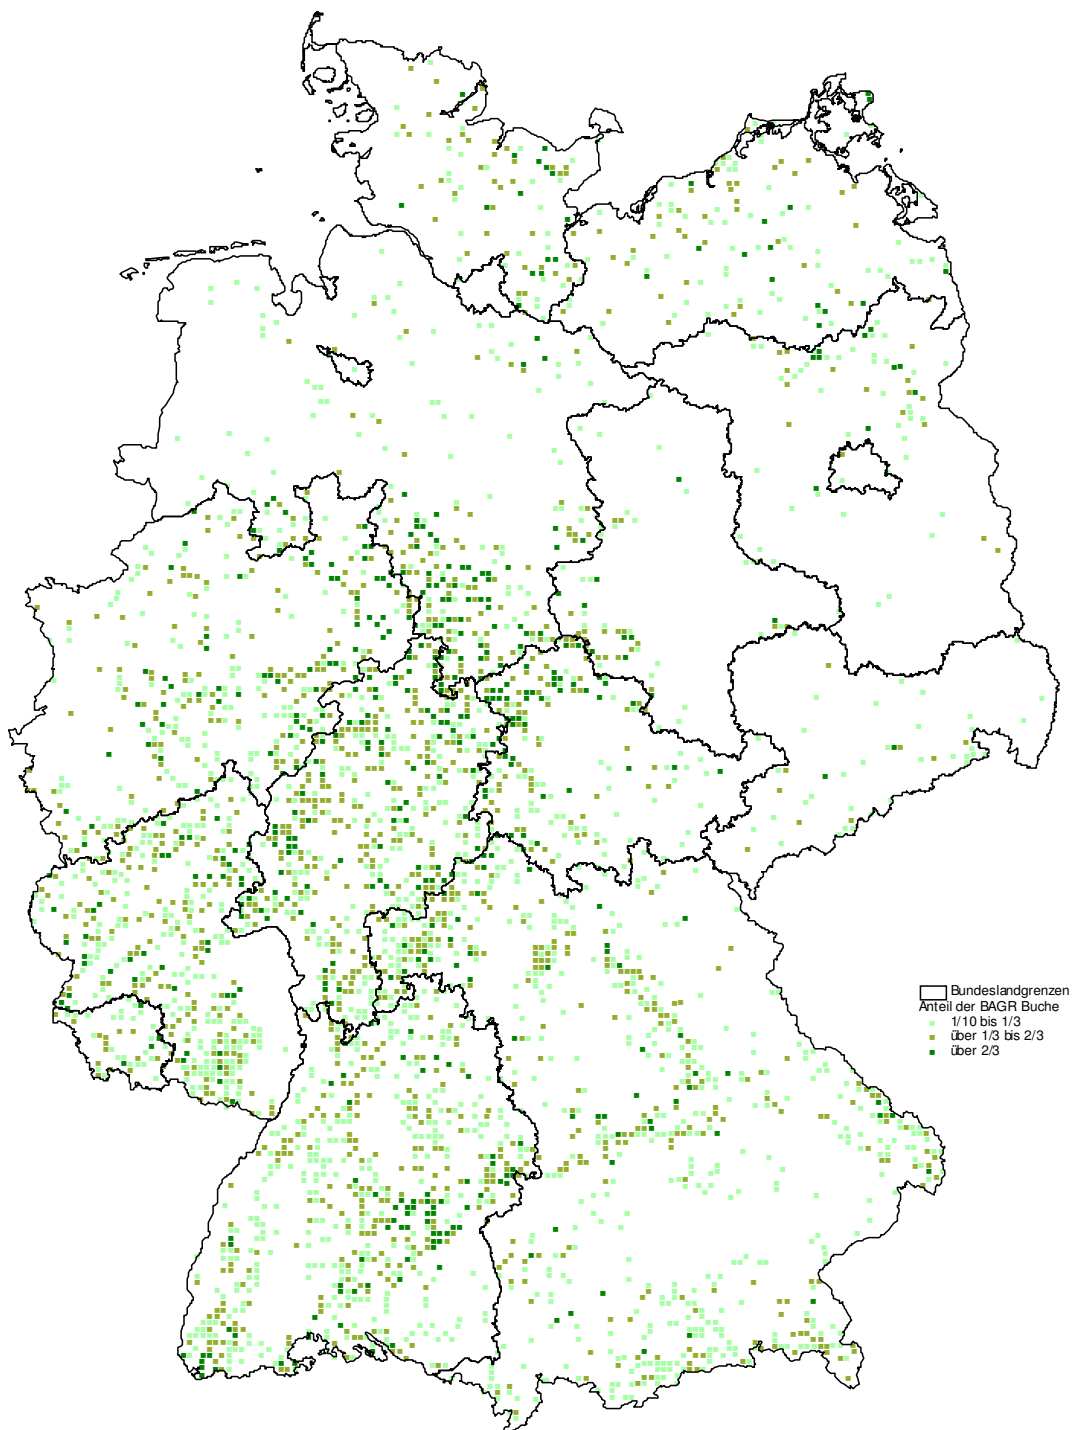 Bundeslandgrenzen
Anteil der BAGR Buche
1/10 bis 1/3
über 1/3 bis 2/3
über 2/3